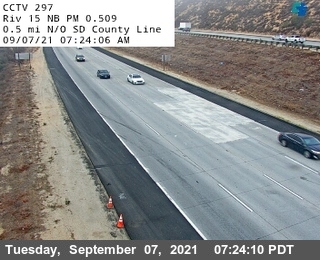 CCTV 297
Riv 15 NB PM 0.509
0.5 mi N/O SD County Line
09/07/21 07:24:06 AM
Tuesday, September 07, 2021 07:24:10 PDT